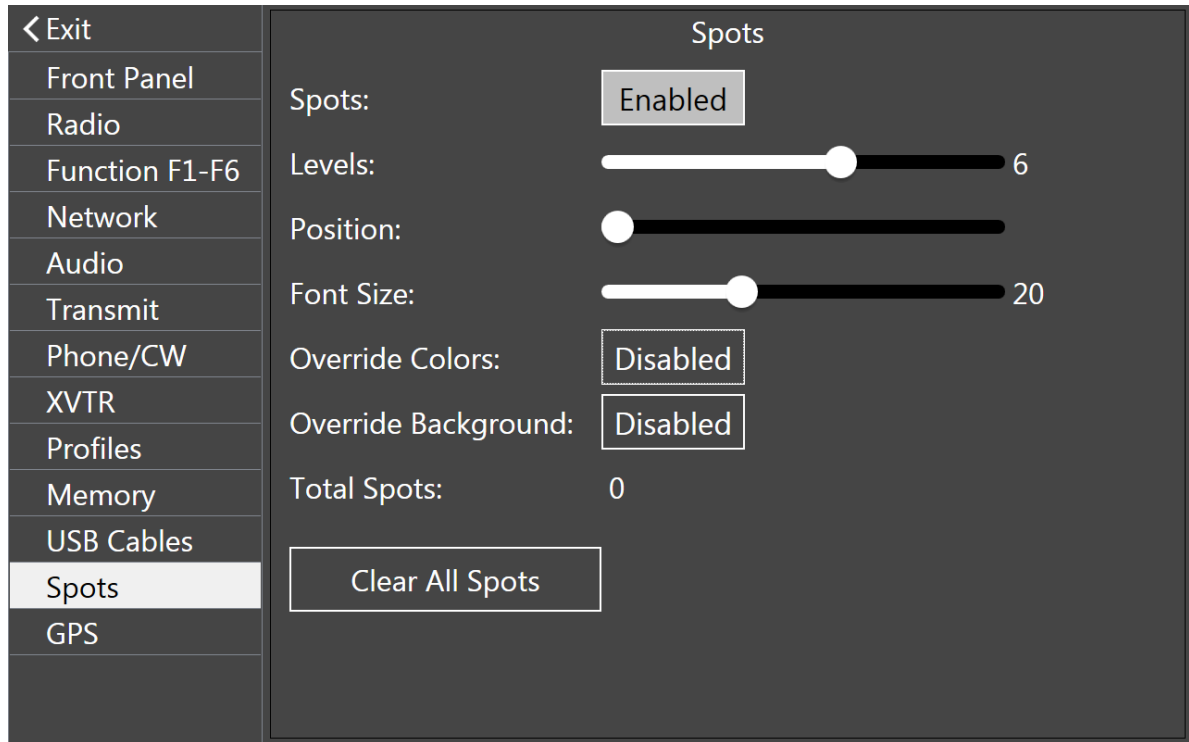 Exit
Front Panel
Radio
Function F1-F6
Network
Audio
Transmit
Phone/CW
XVTR
Profiles
Memory
USB Cables
Spots
GPS
Spots
Spots: Enabled
Levels: 6
Position:
Font Size: 20
Override Colors: Disabled
Override Background: Disabled
Total Spots: 0
Clear All Spots